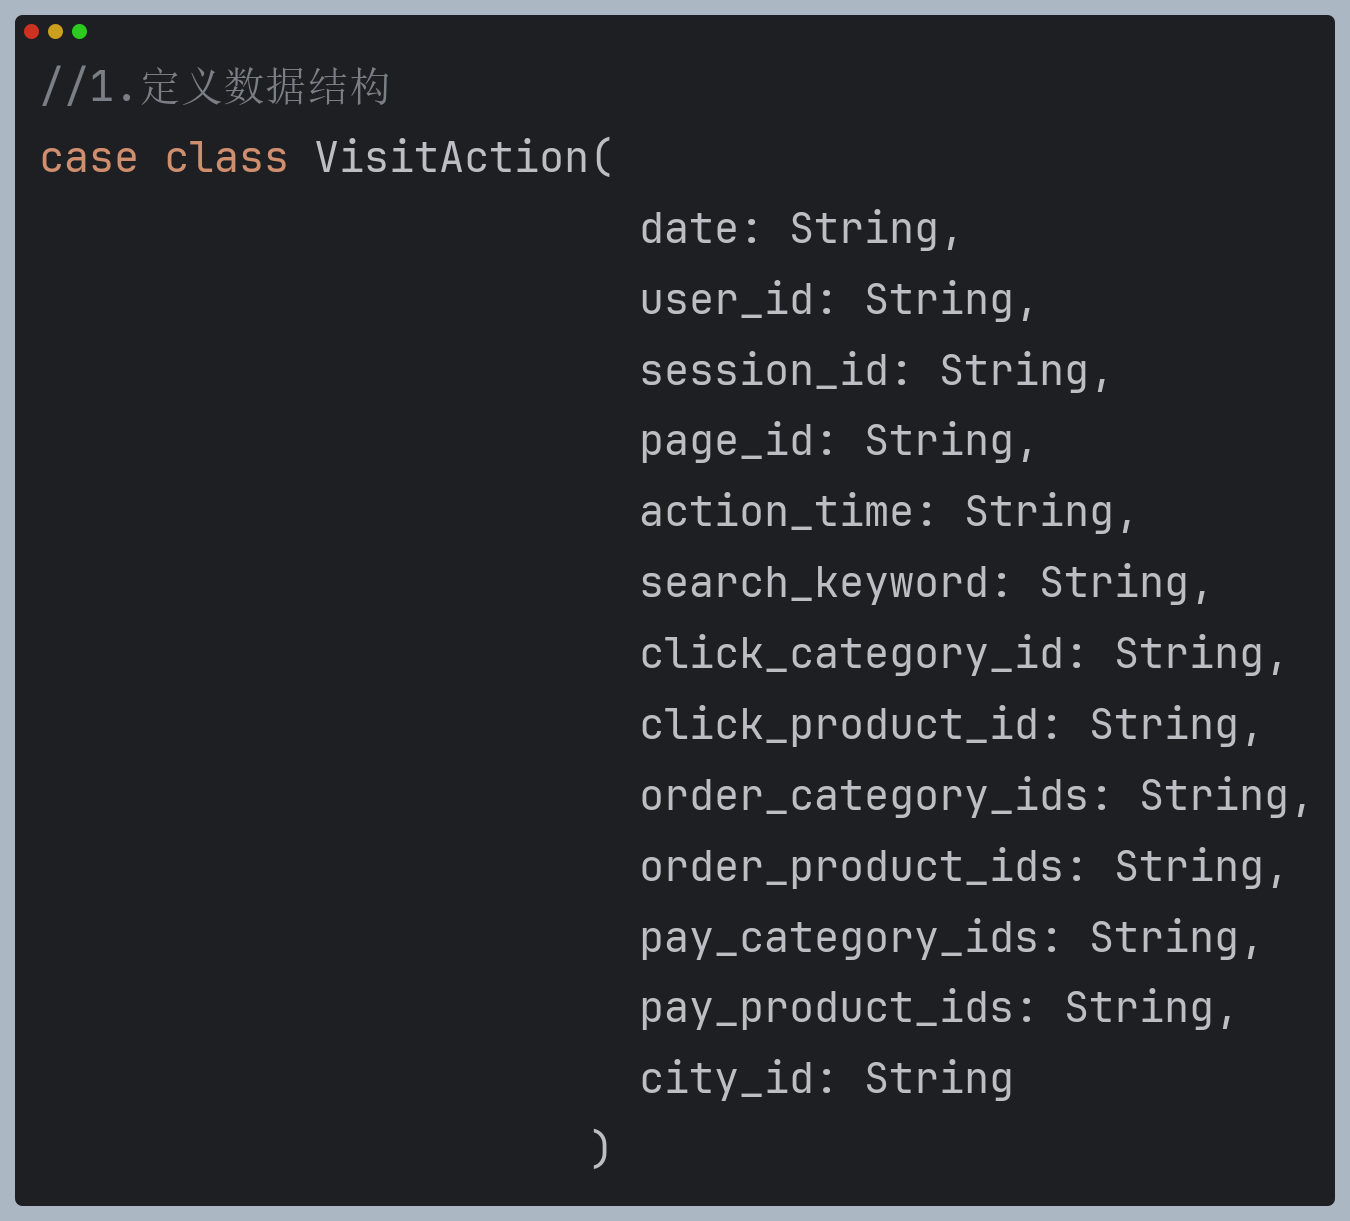 //1.定义数据结构
case class VisitAction(
date: String,
user_id: String,
session_id: String,
page_id: String,
action_time: String,
search_keyword: String,
click_category_id: String,
click_product_id: String,
order_category_ids: String,
order_product_ids: String,
pay_category_ids: String,
pay_product_ids: String,
city_id: String
)